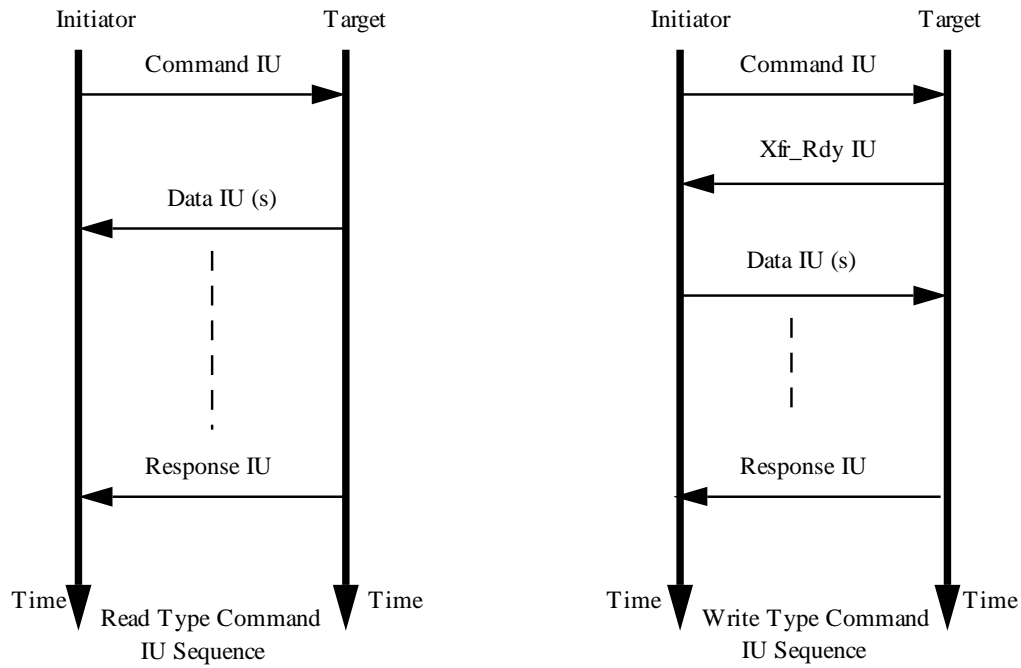 Initiator
Target
Command IU
Data IU (s)
Response IU
Time
Time
Read Type Command
IU Sequence
Initiator
Target
Command IU
Xfr_Rdy IU
Data IU (s)
Response IU
Time
Time
Write Type Command
IU Sequence